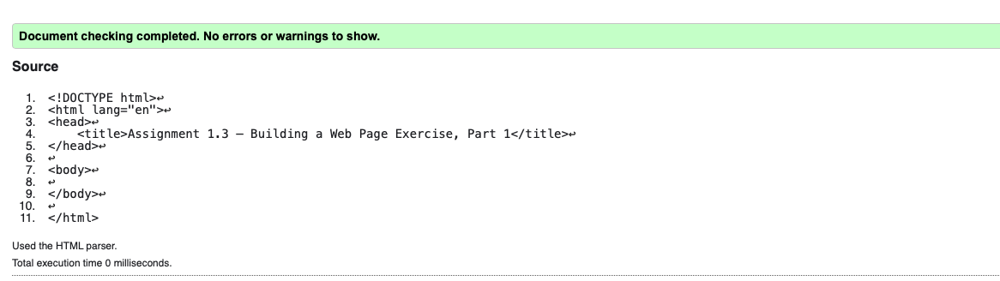 Document checking completed. No errors or warnings to show.
Source
1. <!DOCTYPE html>↩
2. <html lang="en">↩
3. <head>↩
4.     <title>Assignment 1.3 – Building a Web Page Exercise, Part 1</title>↩
5. </head>↩
6. ↩
7. <body>↩
8. ↩
9. </body>↩
10. ↩
11. </html>
Used the HTML parser.
Total execution time 0 milliseconds.